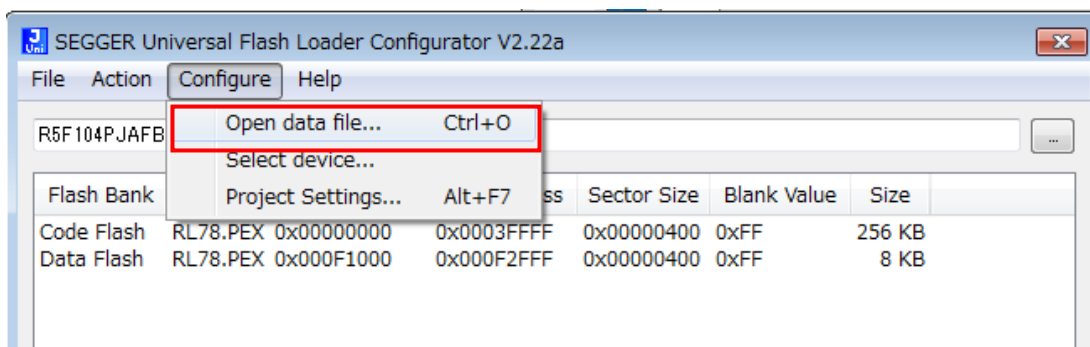 SEGGER Universal Flash Loader Configurator V2.22a
File Action Configure Help
Open data file... Ctrl+O
R5F104PJAFB
...
Select device...
Flash Bank Project Settings... Alt+F7 ss Sector Size Blank Value Size
Code Flash RL78.PEX 0x00000000 0x0003FFFF 0x00000400 0xFF 256 KB
Data Flash RL78.PEX 0x000F1000 0x000F2FFF 0x00000400 0xFF 8 KB